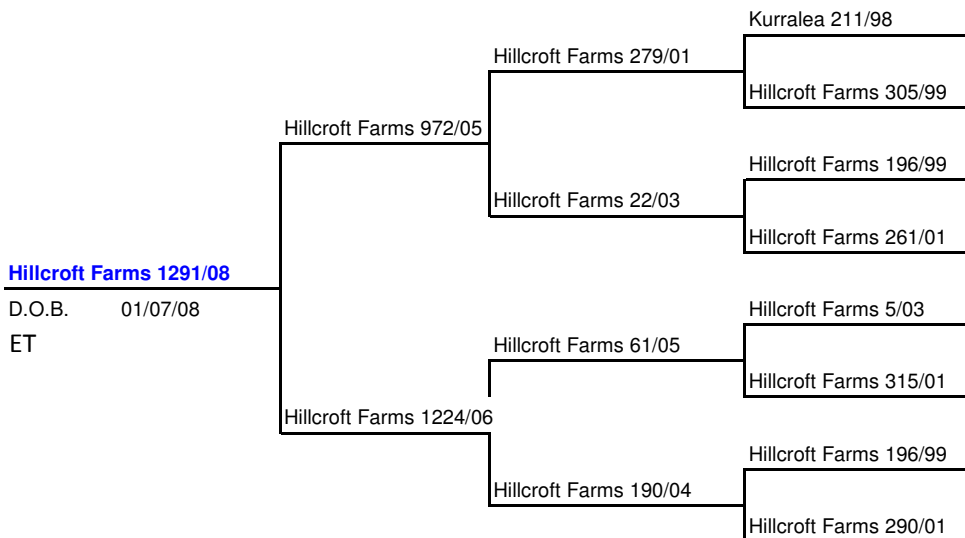 Kurralea 211/98
Hillcroft Farms 279/01
Hillcroft Farms 305/99
Hillcroft Farms 972/05
Hillcroft Farms 196/99
Hillcroft Farms 22/03
Hillcroft Farms 261/01
Hillcroft Farms 1291/08
D.O.B. 01/07/08
Hillcroft Farms 5/03
ET
Hillcroft Farms 61/05
Hillcroft Farms 315/01
Hillcroft Farms 1224/06
Hillcroft Farms 196/99
Hillcroft Farms 190/04
Hillcroft Farms 290/01